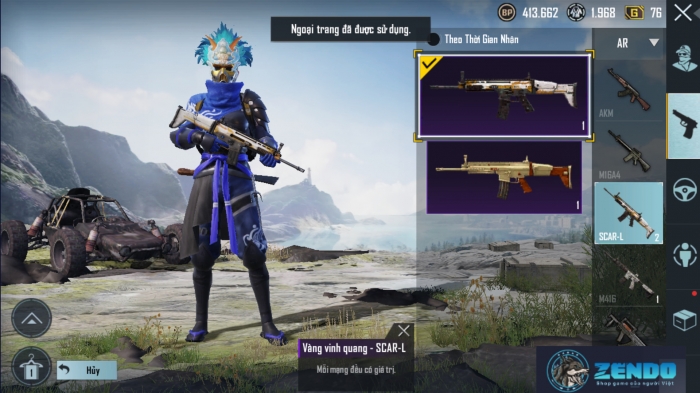 BP 413.662
1.968
G 76
Ngoại trang đã được sử dụng.
Theo Thời Gian Nhận
AR
1
AKM
1
M16A4
SCAR-L 2
M416 1
Vàng vinh quang - SCAR-L
Mỗi mạng đều có giá trị.
1
Hủy
ZENDO
Shop game của người Việt